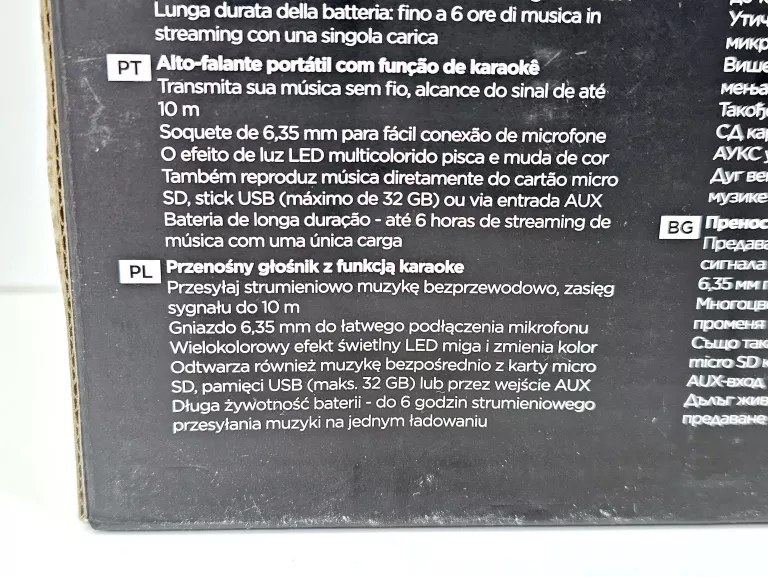 Lunga durata della batteria: fino a 6 ore di musica in
streaming con una singola carica
PT Alto-falante portátil com função de karaokê
Transmita sua música sem fio, alcance do sinal de até
10 m
Soquete de 6,35 mm para fácil conexão de microfone
O efeito de luz LED multicolorido pisca e muda de cor
Também reproduz música diretamente do cartão micro
SD, stick USB (máximo de 32 GB) ou via entrada AUX
Bateria de longa duração - até 6 horas de streaming de
música com uma única carga
PL Przenośny głośnik z funkcją karaoke
Przesyłaj strumieniowo muzykę bezprzewodowo, zasięg
sygnału do 10 m
Gniazdo 6,35 mm do łatwego podłączenia mikrofonu
Wielokolorowy efekt świetlny LED miga i zmienia kolor
Odtwarza również muzykę bezpośrednio z karty micro
SD, pamięci USB (maks. 32 GB) lub przez wejście AUX
Długa żywotność baterii - do 6 godzin strumieniowego
przesyłania muzyki na jednym ładowaniu
Више
мења
Такође
СД кар
АУКС у
Дуг век
музике
BG Пренос
Предава
сигнала
6,35 mm
Многоцв
променя
Също так
micro SD к
AUX-вход
Дълъг жив
предаване